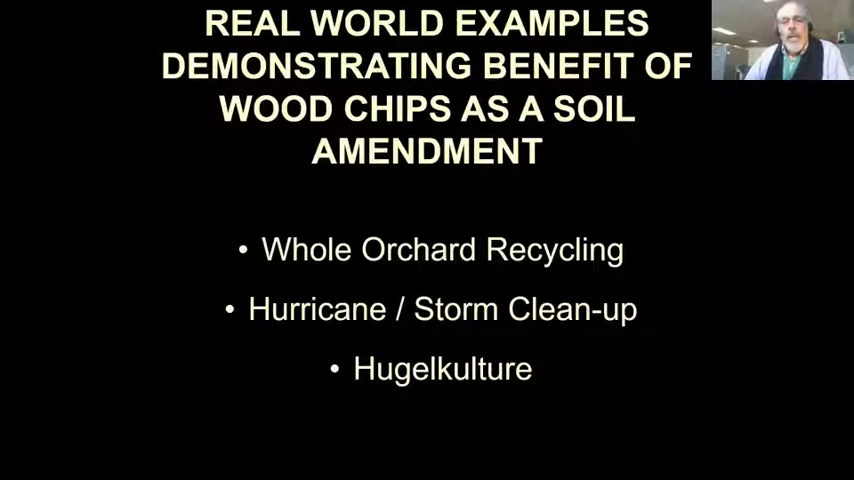 REAL WORLD EXAMPLES
DEMONSTRATING BENEFIT OF
WOOD CHIPS AS A SOIL
AMENDMENT
• Whole Orchard Recycling
• Hurricane / Storm Clean-up
• Hugelkulture